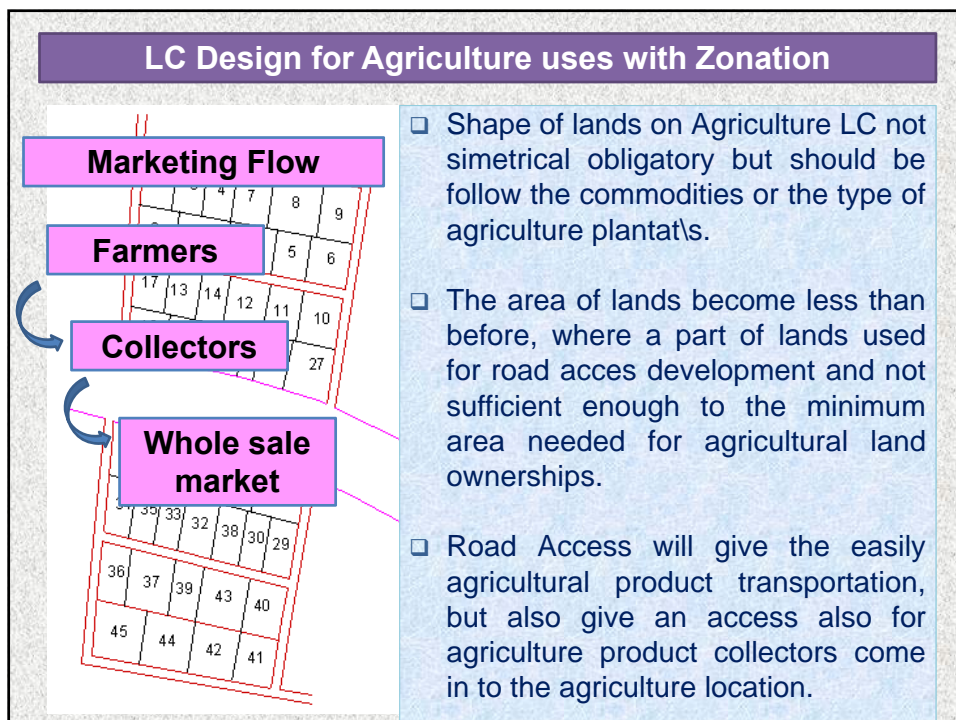 LC Design for Agriculture uses with Zonation
Marketing Flow
4 7 8 9
Farmers
5 6
17 13 14 12 11 10
Collectors
27
Whole sale
market
35 33 32 38 30 29
36 37 39 43 40
45 44 42 41
❑ Shape of lands on Agriculture LC not
simetrical obligatory but should be
follow the commodities or the type of
agriculture plantat\s.
❑ The area of lands become less than
before, where a part of lands used
for road acces development and not
sufficient enough to the minimum
area needed for agricultural land
ownerships.
❑ Road Access will give the easily
agricultural product transportation,
but also give an access also for
agriculture product collectors come
in to the agriculture location.